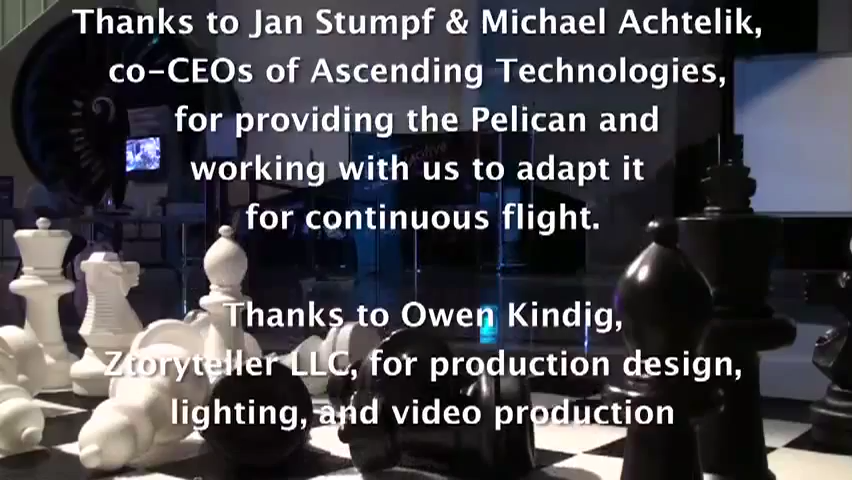 Thanks to Jan Stumpf & Michael Achtelik,
co-CEOs of Ascending Technologies,
for providing the Pelican and
working with us to adapt it
for continuous flight.
Thanks to Owen Kindig,
Ztoryteller LLC, for production design,
lighting, and video production